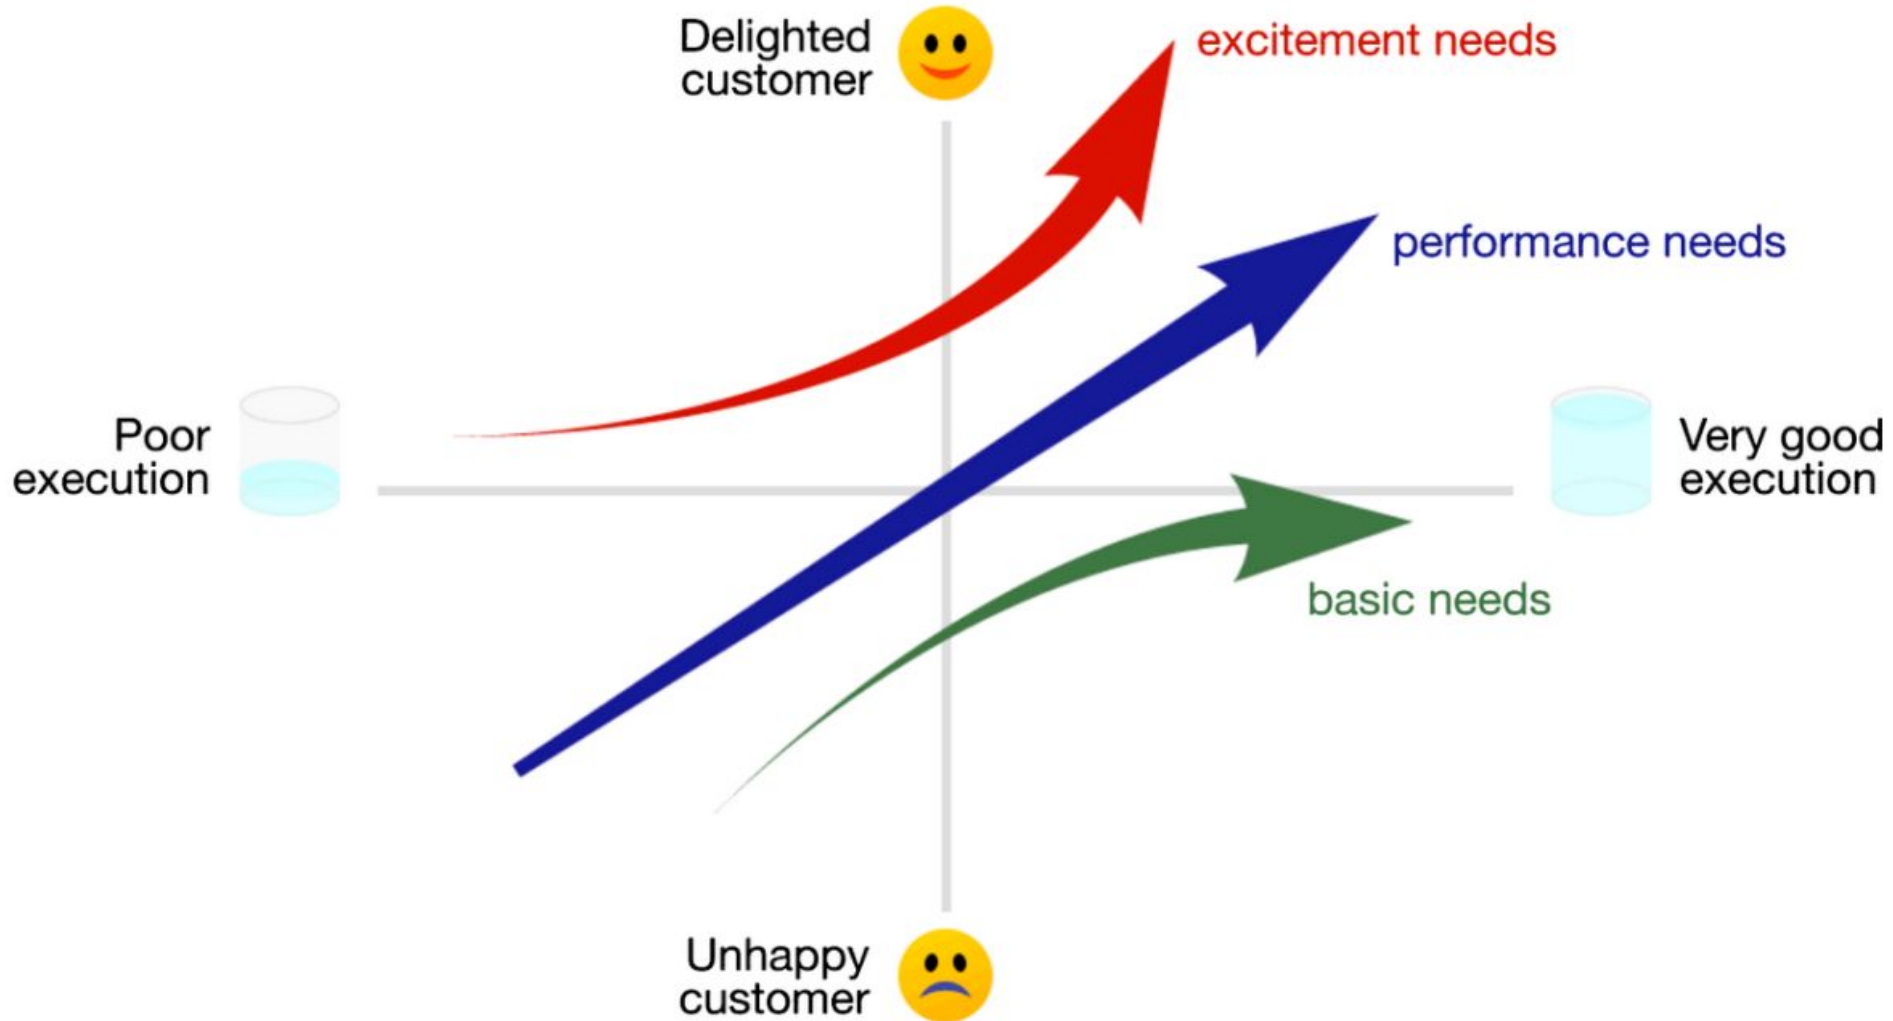 Delighted
customer
excitement needs
performance needs
Poor
execution
Very good
execution
basic needs
Unhappy
customer